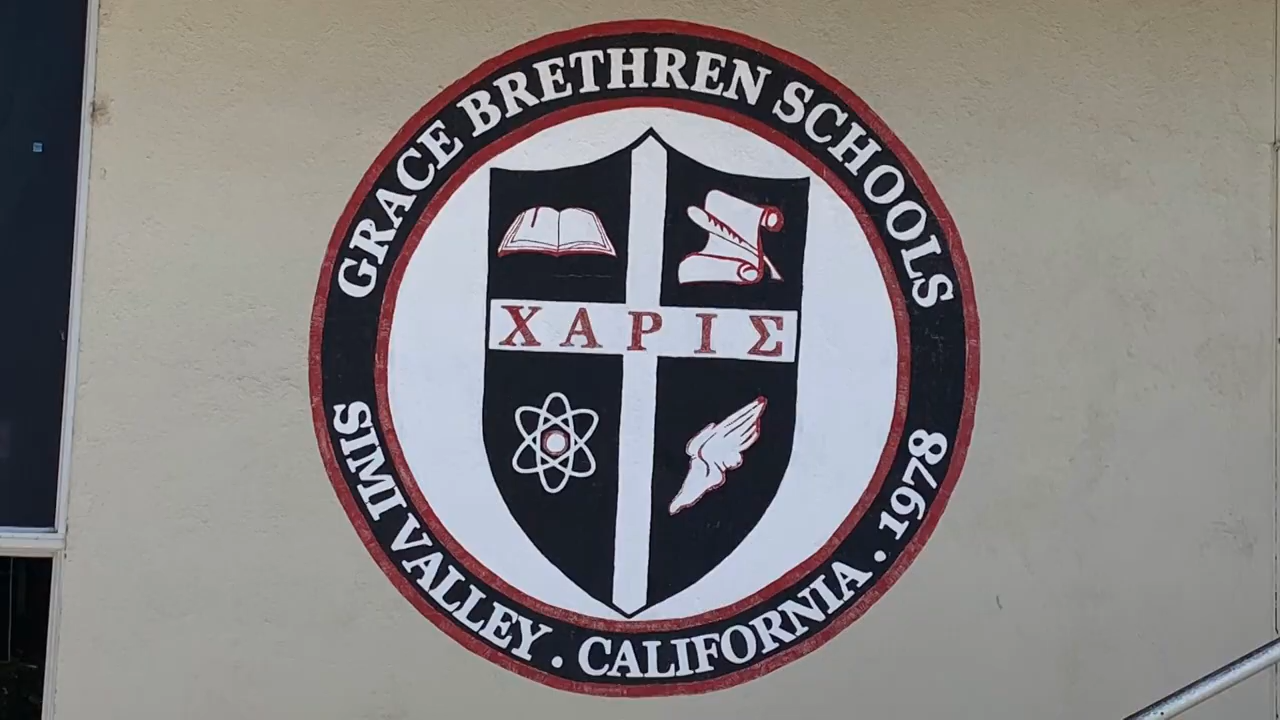 GRACE BRETHREN SCHOOLS
ΧΑΡΙΣ
SIMI VALLEY . CALIFORNIA . 1978